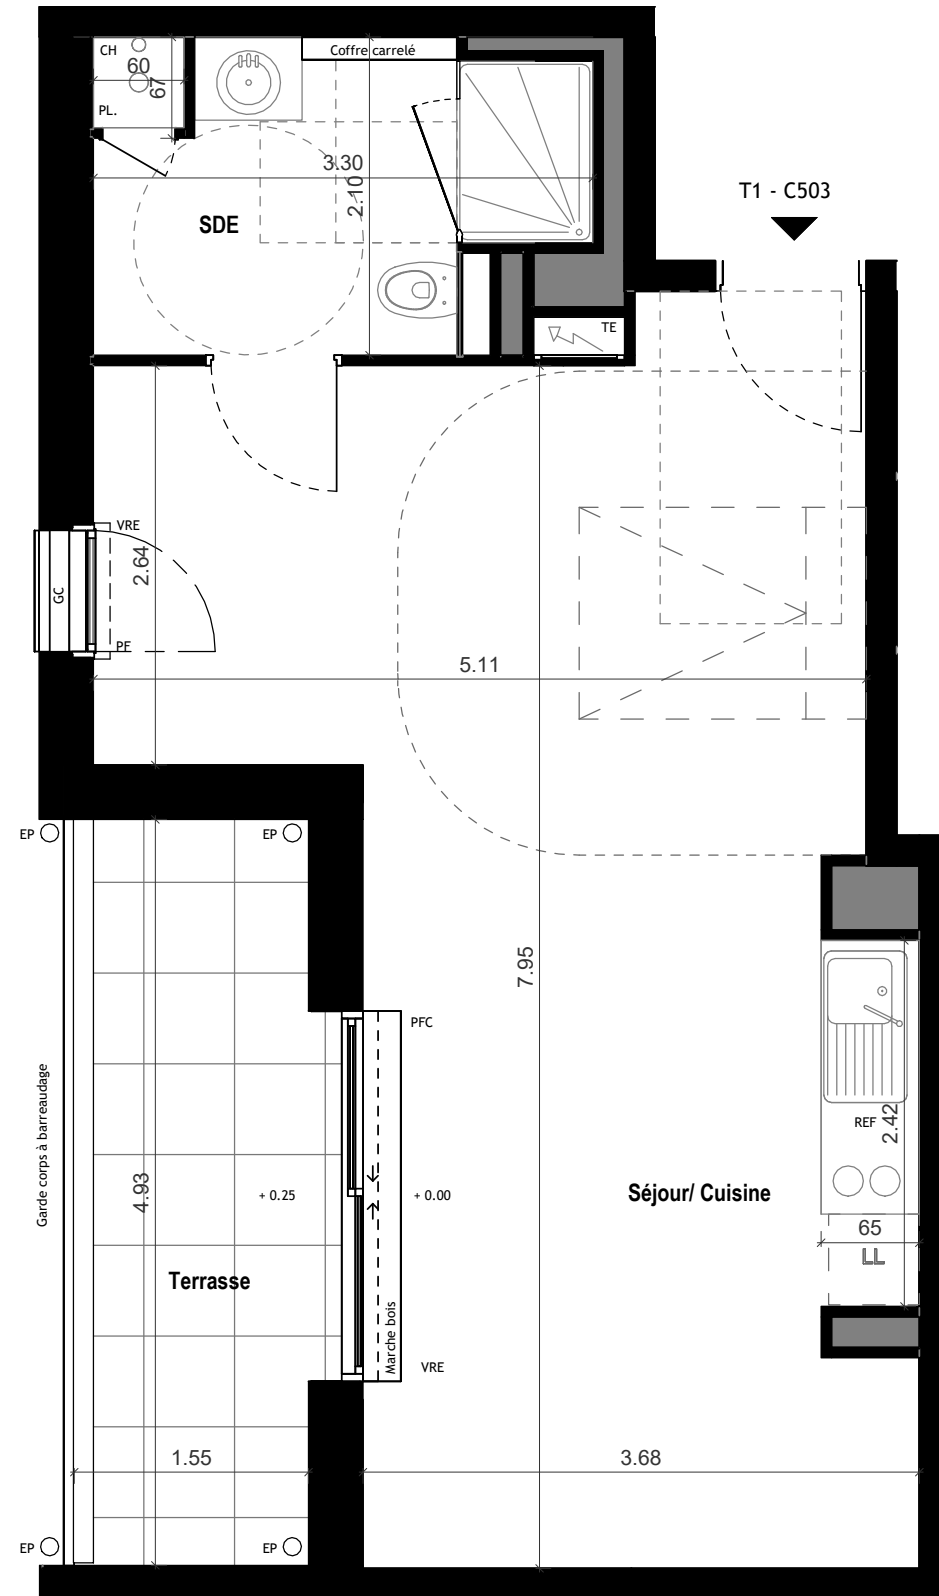 CH
Coffre carrelé
60
67
PL.
3.30
2.10
T1 - C503
SDE
TE
VRE
2.64
GC
PF
5.11
EP
EP
7.95
PFC
Garde corps à barreaudage
REF
2.42
4.93
+ 0.25
+ 0.00
Séjour/ Cuisine
65
LL
Terrasse
Marche bois
VRE
1.55
3.68
EP
EP